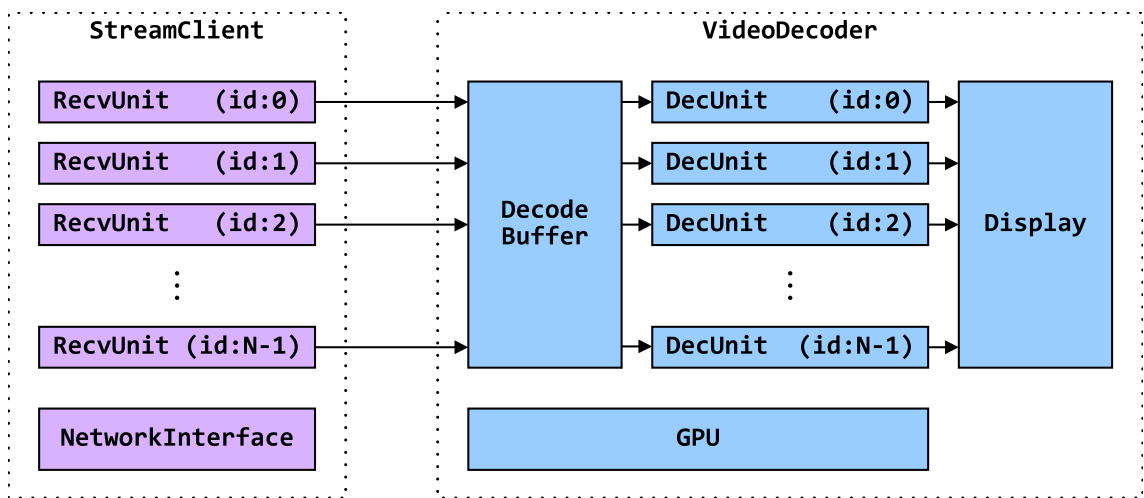 StreamClient
VideoDecoder
RecvUnit (id:0)
DecUnit (id:0)
RecvUnit (id:1)
DecUnit (id:1)
RecvUnit (id:2)
Decode
Buffer
DecUnit (id:2)
Display
⋮
⋮
RecvUnit (id:N-1)
DecUnit (id:N-1)
NetworkInterface
GPU